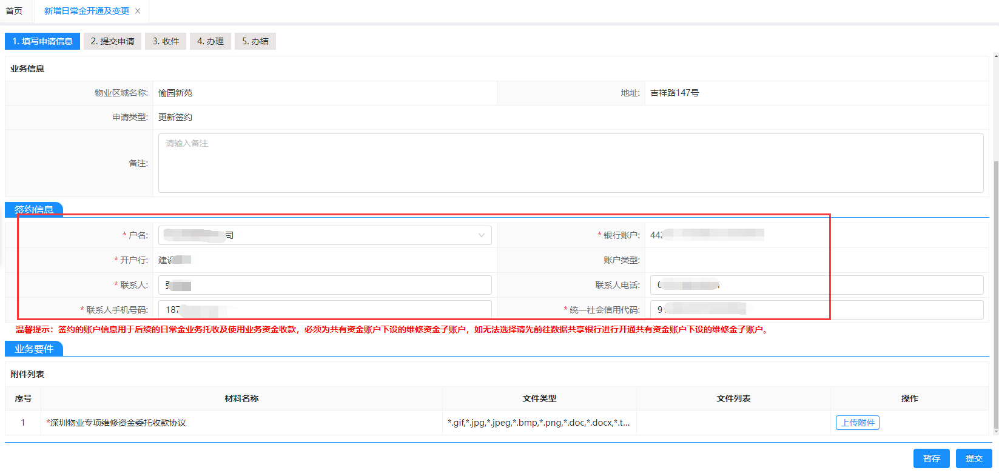 首页 新增日常金开通及变更 ×
1. 填写申请信息 2. 提交申请 3. 收件 4. 办理 5. 办结
业务信息
物业区域名称: 愉园新苑 地址: 吉祥路147号
申请类型: 更新签约
备注: 请输入备注
签约信息
* 户名: 司 * 银行账户: 442
* 开户行: 建设 账户类型:
* 联系人: 张 联系人电话: 0
* 联系人手机号码: 187 * 统一社会信用代码: 9
温馨提示：签约的账户信息用于后续的日常金业务托收及使用业务资金收款，必须为共有资金账户下设的维修资金子账户，如无法选择请先前往数据共享银行进行开通共有资金账户下设的维修金子账户。
业务要件
附件列表
序号 材料名称 文件类型 文件列表 操作
1 *深圳物业专项维修资金委托收款协议 *.gif,*.jpg,*.jpeg,*.bmp,*.png,*.doc,*.docx,*.t... 上传附件
暂存 提交